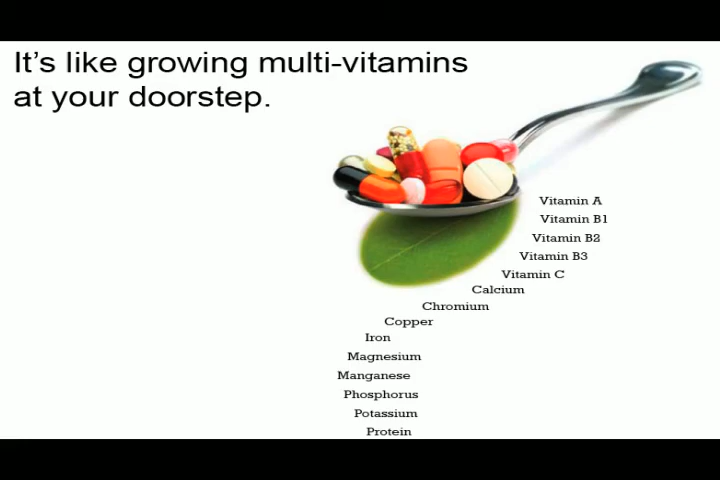 It's like growing multi-vitamins
at your doorstep.
Vitamin A
Vitamin B1
Vitamin B2
Vitamin B3
Vitamin C
Calcium
Chromium
Copper
Iron
Magnesium
Manganese
Phosphorus
Potassium
Protein